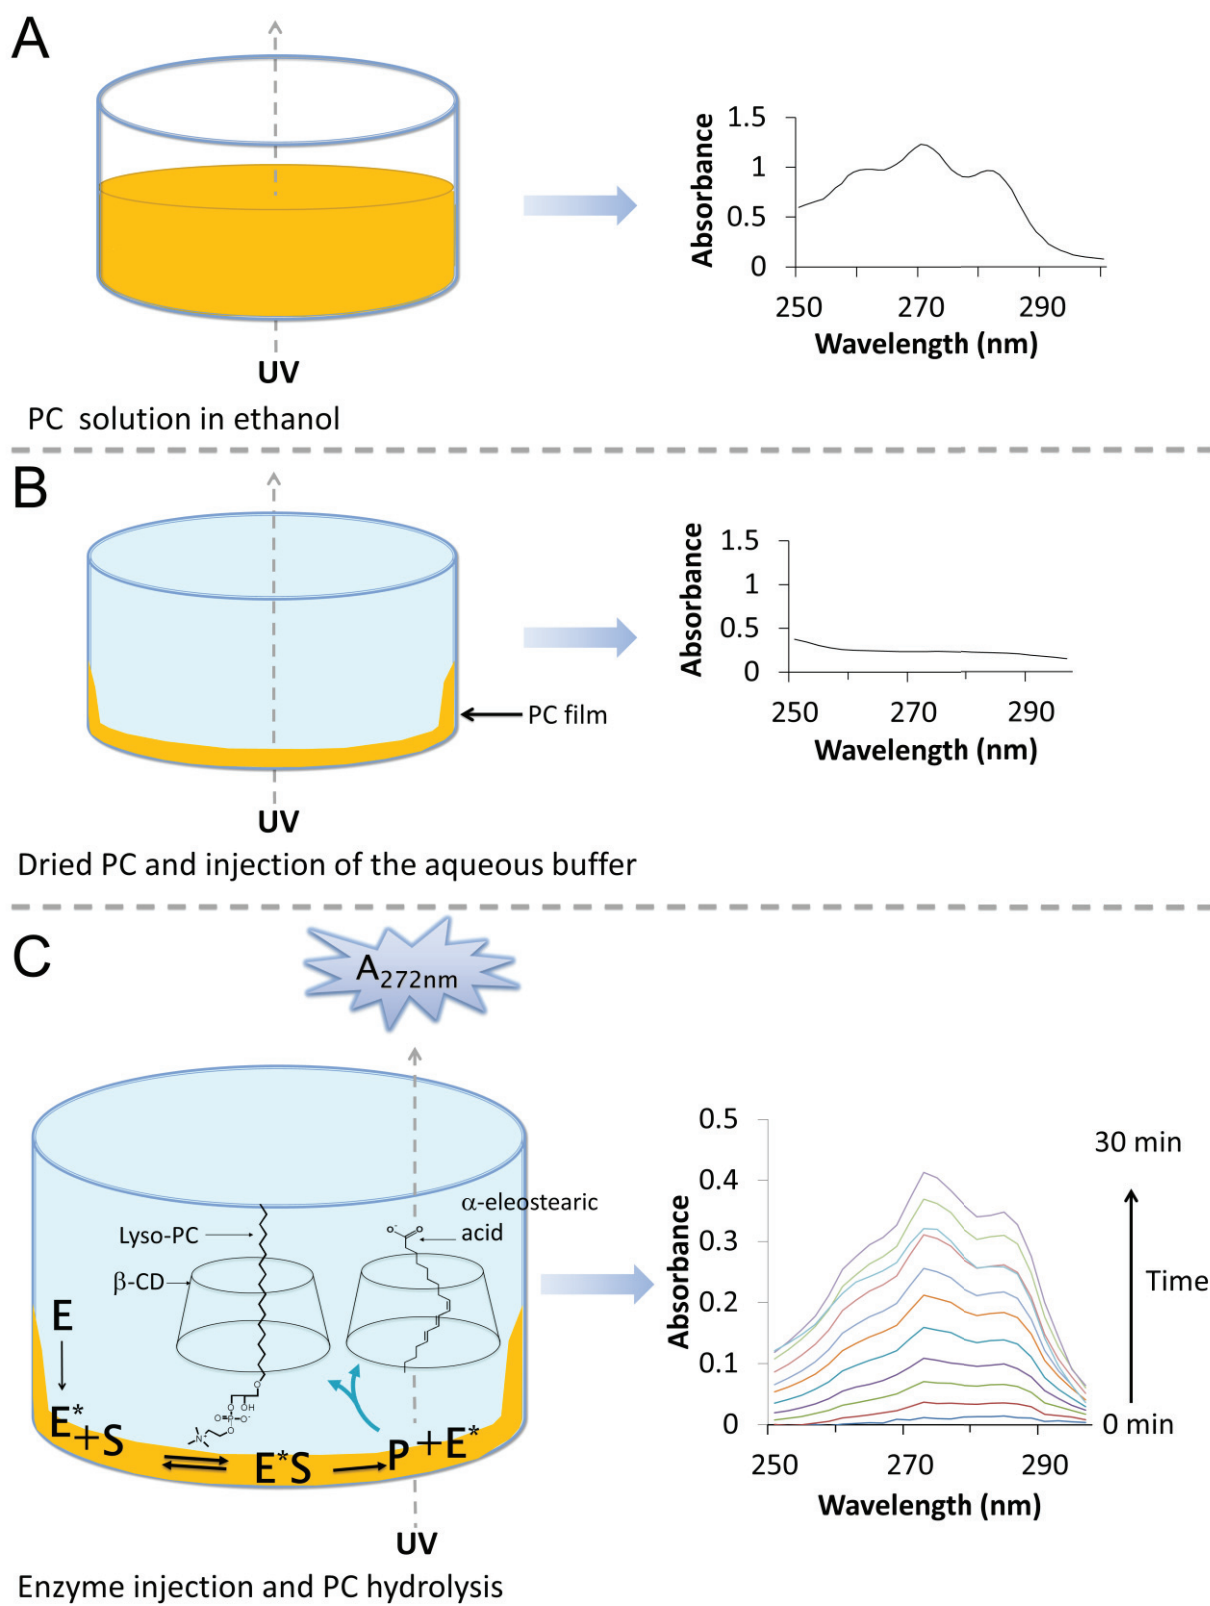 A
1.5
1
0.5
0
Absorbance
250 270 290
Wavelength (nm)
UV
PC solution in ethanol
B
1.5
1
0.5
0
Absorbance
250 270 290
Wavelength (nm)
PC film
UV
Dried PC and injection of the aqueous buffer
C
A272nm
Lyso-PC
β-CD
α-eleostearic
acid
O⁻ O
E
E*+S
E*S
P+E*
O
OH
O
O P O⁻
O
N⁺
UV
0.5
0.4
0.3
0.2
0.1
0
Absorbance
250 270 290
Wavelength (nm)
30 min
Time
0 min
Enzyme injection and PC hydrolysis